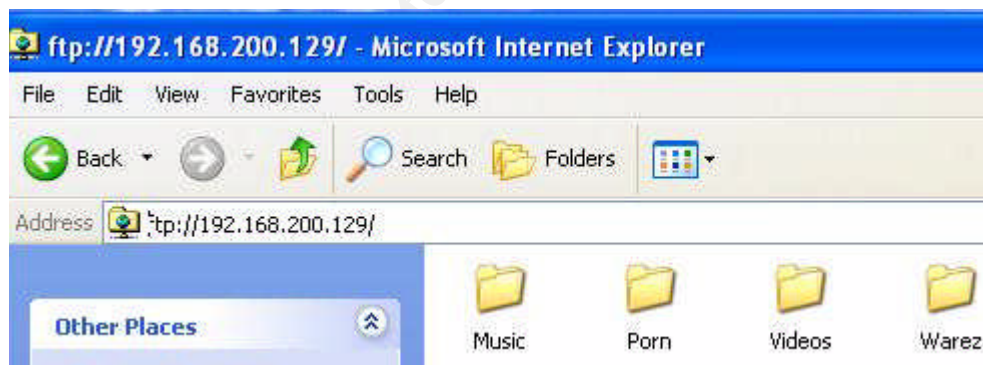 ftp://192.168.200.129/ - Microsoft Internet Explorer
File Edit View Favorites Tools Help
Back Search Folders
Address ftp://192.168.200.129/
Other Places
Music Porn Videos Warez